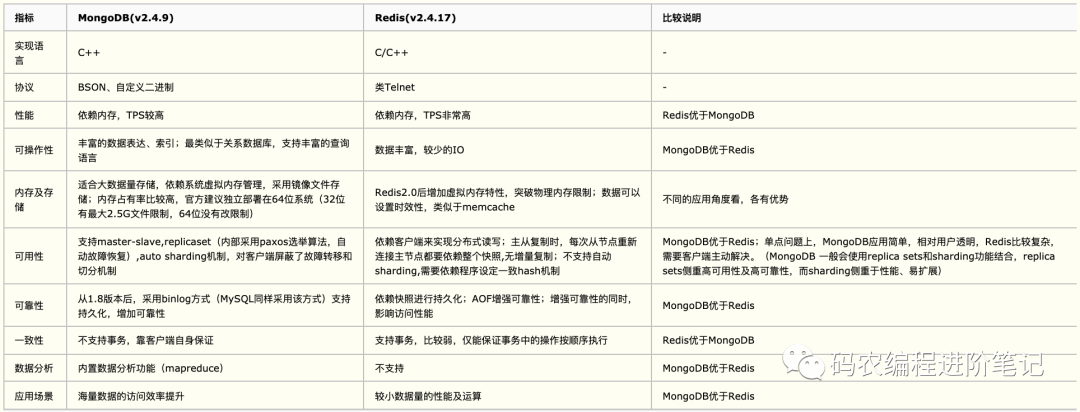 指标 MongoDB(v2.4.9) Redis(v2.4.17) 比较说明
实现语
言
C++ C/C++ -
协议 BSON、自定义二进制 类Telnet -
性能 依赖内存，TPS较高 依赖内存，TPS非常高 Redis优于MongoDB
可操作性
丰富的数据表达、索引；最类似于关系数据库，支持丰富的查询
语言
数据丰富，较少的IO
MongoDB优于Redis
内存及存
储
适合大数据量存储，依赖系统虚拟内存管理，采用镜像文件存
储；内存占有率比较高，官方建议独立部署在64位系统（32位
有最大2.5G文件限制，64位没有改限制）
Redis2.0后增加虚拟内存特性，突破物理内存限制；数据可以
设置时效性，类似于memcache
不同的应用角度看，各有优势
可用性
支持master-slave,replicaset（内部采用paxos选举算法，自
动故障恢复）,auto sharding机制，对客户端屏蔽了故障转移和
切分机制
依赖客户端来实现分布式读写；主从复制时，每次从节点重新
连接主节点都要依赖整个快照,无增量复制；不支持自动
sharding,需要依赖程序设定一致hash机制
MongoDB优于Redis；单点问题上，MongoDB应用简单，相对用户透明，Redis比较复杂，
需要客户端主动解决。（MongoDB 一般会使用replica sets和sharding功能结合，replica
sets侧重高可用性及高可靠性，而sharding侧重于性能、易扩展）
可靠性
从1.8版本后，采用binlog方式（MySQL同样采用该方式）支持
持久化，增加可靠性
依赖快照进行持久化；AOF增强可靠性；增强可靠性的同时，
影响访问性能
MongoDB优于Redis
一致性 不支持事务，靠客户端自身保证 支持事务，比较弱，仅能保证事务中的操作按顺序执行 Redis优于MongoDB
数据分析 内置数据分析功能（mapreduce） 不支持 MongoDB优于Redis
应用场景 海量数据的访问效率提升 较小数据量的性能及运算 MongoDB优于Redis
码农编程进阶笔记